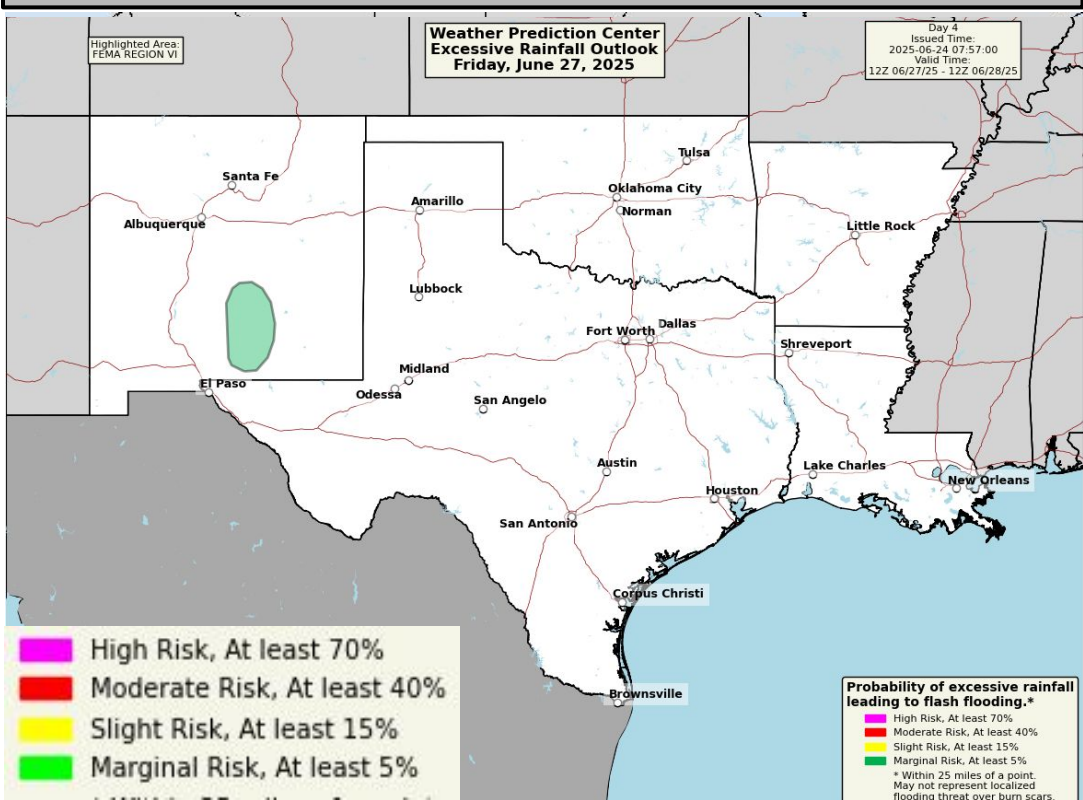 Weather Prediction Center
Excessive Rainfall Outlook
Friday, June 27, 2025
Highlighted Area:
FEMA REGION VI
Day 4
Issued Time:
2025-06-24 07:57:00
Valid Time:
12Z 06/27/25 - 12Z 06/28/25
Santa Fe
Albuquerque
Amarillo
Tulsa
Oklahoma City
Norman
Little Rock
Lubbock
Fort Worth
Dallas
Shreveport
Midland
Odessa
El Paso
San Angelo
Austin
Houston
Lake Charles
New Orleans
San Antonio
Corpus Christi
Brownsville
High Risk, At least 70%
Moderate Risk, At least 40%
Slight Risk, At least 15%
Marginal Risk, At least 5%
Probability of excessive rainfall
leading to flash flooding.*
High Risk, At least 70%
Moderate Risk, At least 40%
Slight Risk, At least 15%
Marginal Risk, At least 5%
* Within 25 miles of a point.
May not represent localized
flooding threat over burn scars.